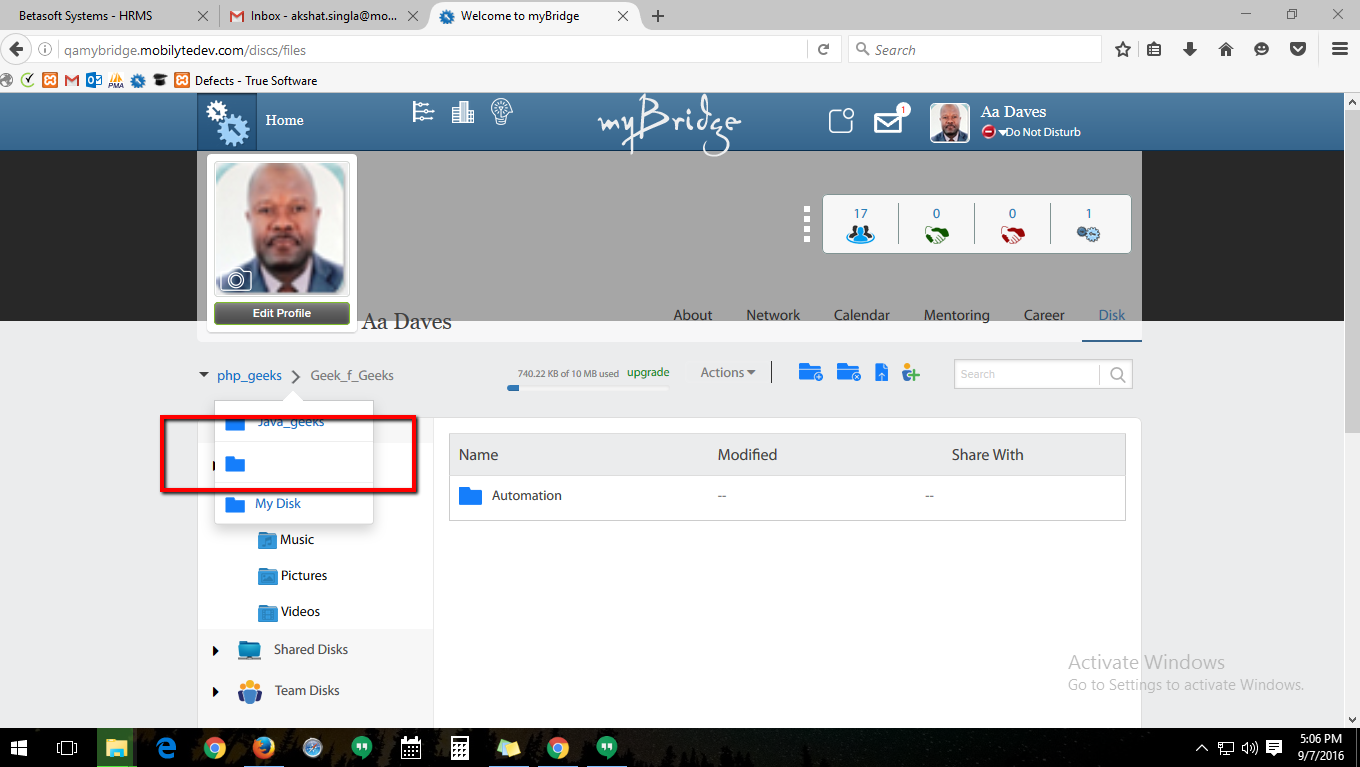 Betasoft Systems - HRMS
Inbox - akshat.singla@mo...
Welcome to myBridge
qamybridge.mobilytedev.com/discs/files
Search
PMA
Defects - True Software
Home
myBridge
1
Aa Daves
Do Not Disturb
17
0
0
1
Edit Profile
Aa Daves
About
Network
Calendar
Mentoring
Career
Disk
php_geeks
Geek_f_Geeks
740.22 KB of 10 MB used
upgrade
Actions
Search
Java_geeks
My Disk
Name
Modified
Share With
Automation
--
--
Music
Pictures
Videos
Shared Disks
Team Disks
Activate Windows
Go to Settings to activate Windows.
5:06 PM
9/7/2016